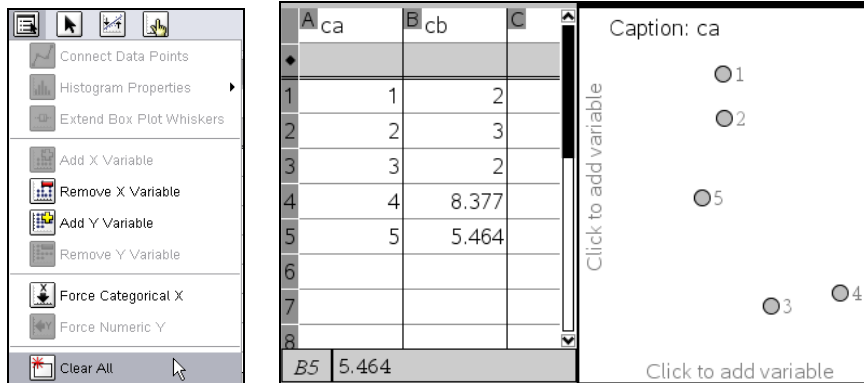 Connect Data Points
Histogram Properties
Extend Box Plot Whiskers
Add X Variable
Remove X Variable
Add Y Variable
Remove Y Variable
Force Categorical X
Force Numeric Y
Clear All
A ca B cb C
◆
1 1 2
2 2 3
3 3 2
4 4 8.377
5 5 5.464
6
7
8
B5 5.464
Caption: ca
1
2
5
4
3
Click to add variable
Click to add variable